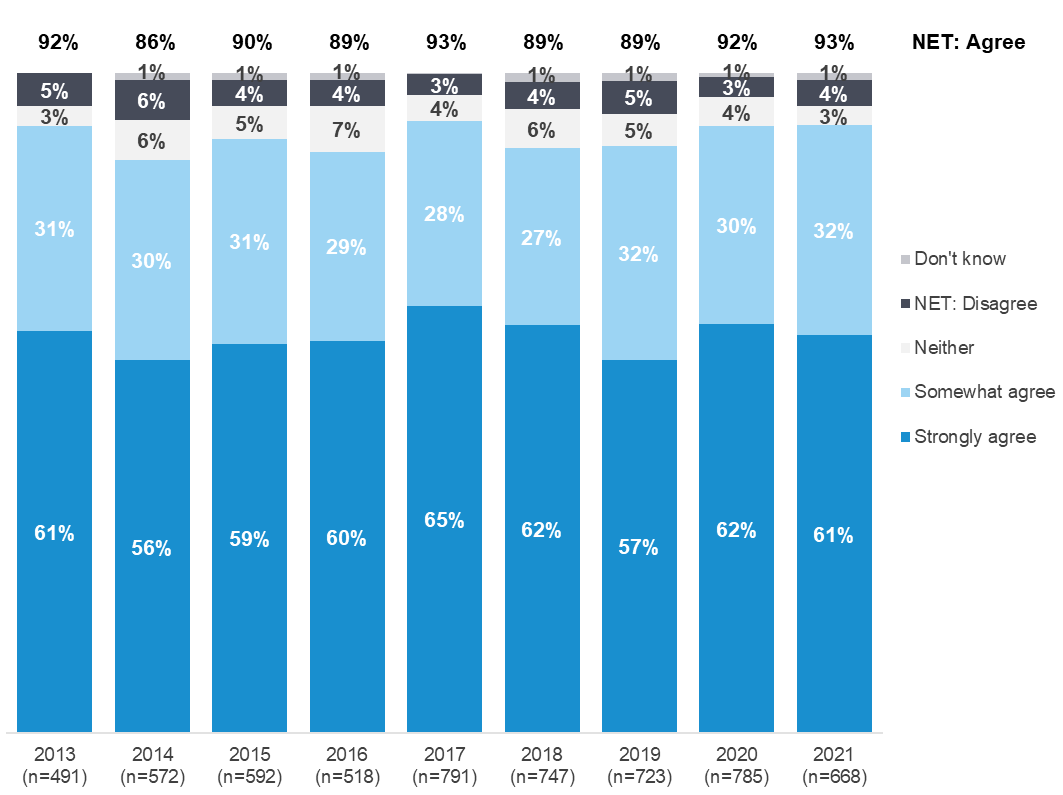 92% 86% 90% 89% 93% 89% 89% 92% 93% NET: Agree
1% 1% 1% 1% 1% 1% 1%
5% 6% 4% 4% 3% 4% 5% 3% 4%
3% 6% 5% 7% 4% 6% 5% 4% 3%
31% 30% 31% 29% 28% 27% 32% 30% 32%
Don't know
NET: Disagree
Neither
Somewhat agree
Strongly agree
61% 56% 59% 60% 65% 62% 57% 62% 61%
2013 2014 2015 2016 2017 2018 2019 2020 2021
(n=491) (n=572) (n=592) (n=518) (n=791) (n=747) (n=723) (n=785) (n=668)